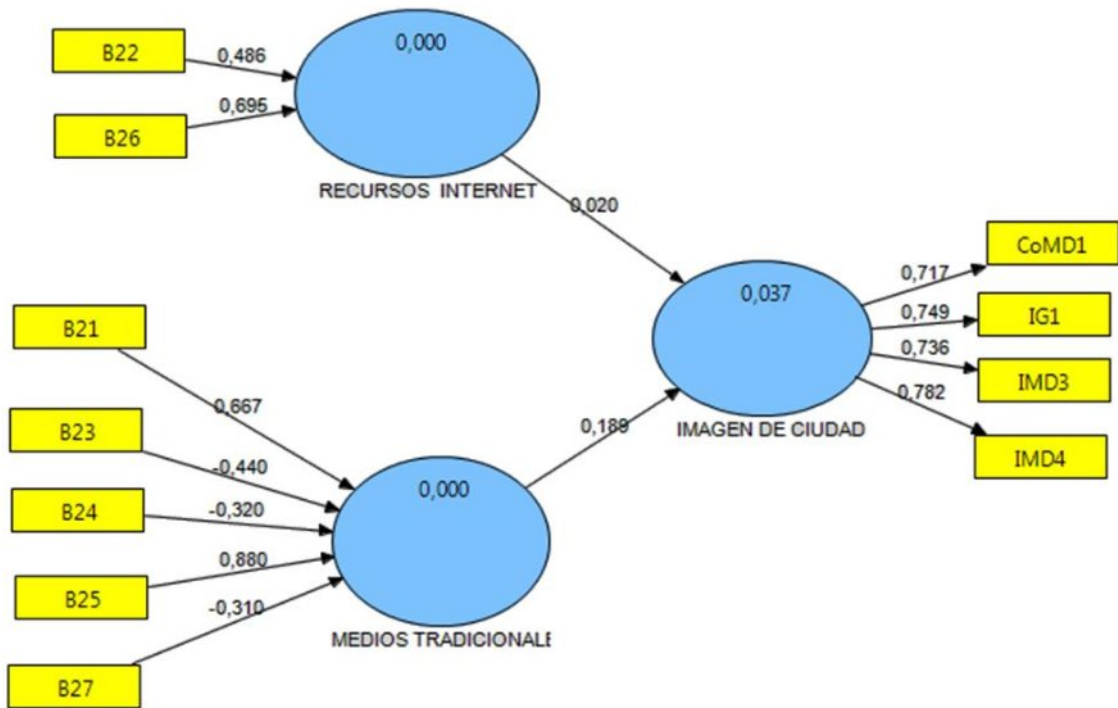 B22
0,486
0,000
B26
0,695
RECURSOS INTERNET
0,020
CoMD1
0,717
0,037
IG1
0,749
IMD3
0,736
0,782
IMD4
IMAGEN DE CIUDAD
0,189
B21
0,667
B23
-0,440
B24
-0,320
0,000
B25
0,880
B27
-0,310
MEDIOS TRADICIONALE